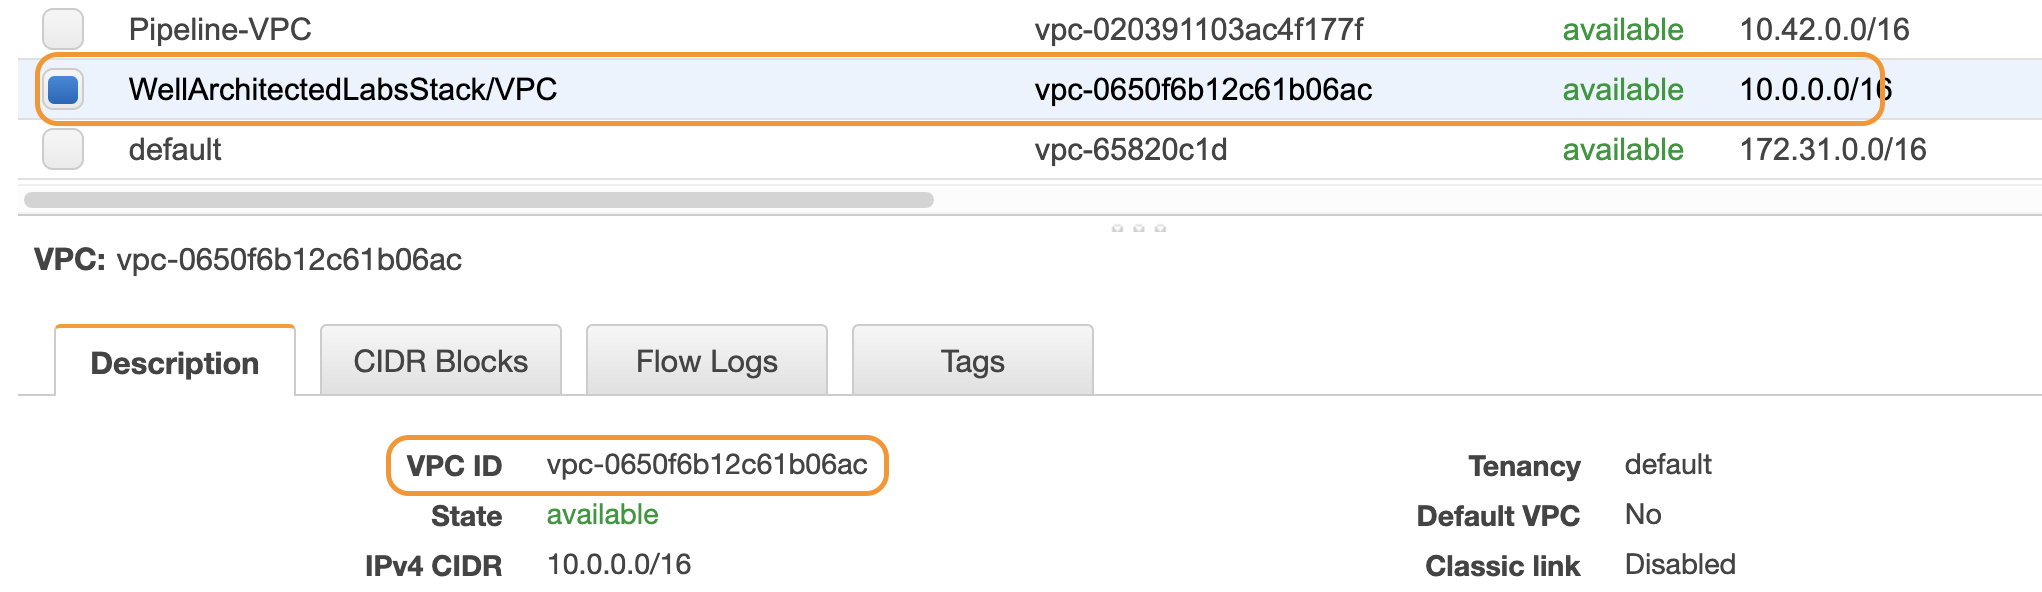 Pipeline-VPC vpc-020391103ac4f177f available 10.42.0.0/16
WellArchitectedLabsStack/VPC vpc-0650f6b12c61b06ac available 10.0.0.0/16
default vpc-65820c1d available 172.31.0.0/16
VPC: vpc-0650f6b12c61b06ac
Description CIDR Blocks Flow Logs Tags
VPC ID vpc-0650f6b12c61b06ac Tenancy default
State available Default VPC No
IPv4 CIDR 10.0.0.0/16 Classic link Disabled